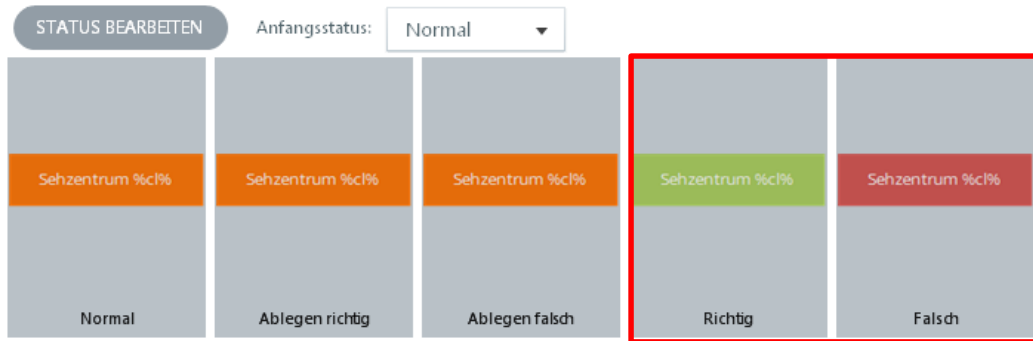 STATUS BEARBEITEN Anfangsstatus: Normal
Sehzentrum %cl% Sehzentrum %cl% Sehzentrum %cl% Sehzentrum %cl% Sehzentrum %cl%
Normal Ablegen richtig Ablegen falsch Richtig Falsch